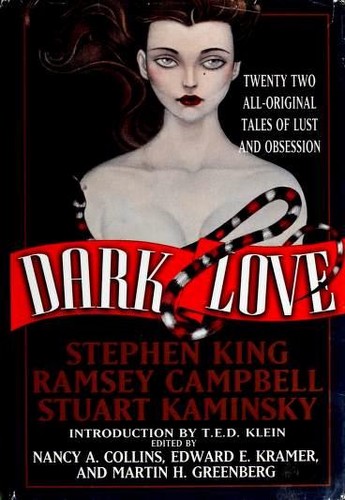 TWENTY TWO
ALL-ORIGINAL
TALES OF LUST
AND OBSESSION
DARK LOVE
STEPHEN KING
RAMSEY CAMPBELL
STUART KAMINSKY
INTRODUCTION BY T.E.D. KLEIN
EDITED BY
NANCY A. COLLINS, EDWARD E. KRAMER,
AND MARTIN H. GREENBERG